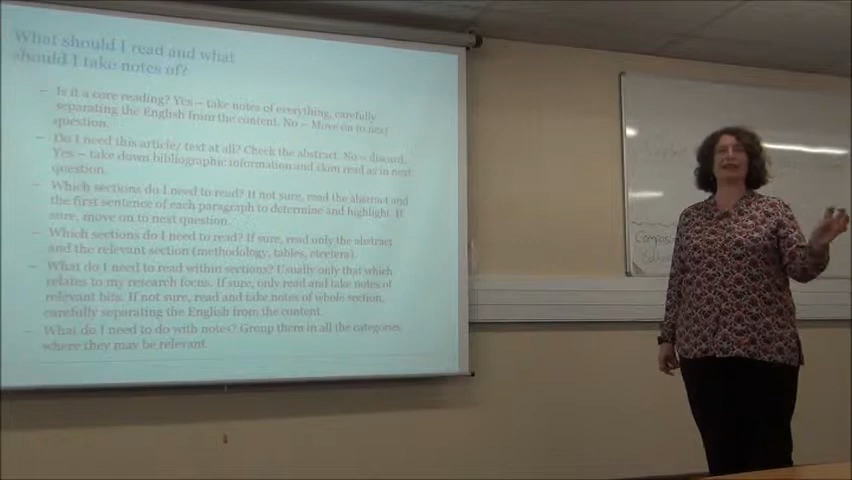 What should I read and what
should I take notes of?
– Is it a core reading? Yes – take notes of everything, carefully
separating the English from the content. No – Move on to next
question.
– Do I need this article/ text at all? Check the abstract. No – discard.
Yes – take down bibliographic information and skim read as in next
question.
– Which sections do I need to read? If not sure, read the abstract and
the first sentence of each paragraph to determine and highlight. If
sure, move on to next question.
– Which sections do I need to read? If sure, read only the abstract
and the relevant section (methodology, tables, etcetera).
– What do I need to read within sections? Usually only that which
relates to my research focus. If sure, only read and take notes of
relevant bits. If not sure, read and take notes of whole section,
carefully separating the English from the content.
– What do I need to do with notes? Group them in all the categories
where they may be relevant.